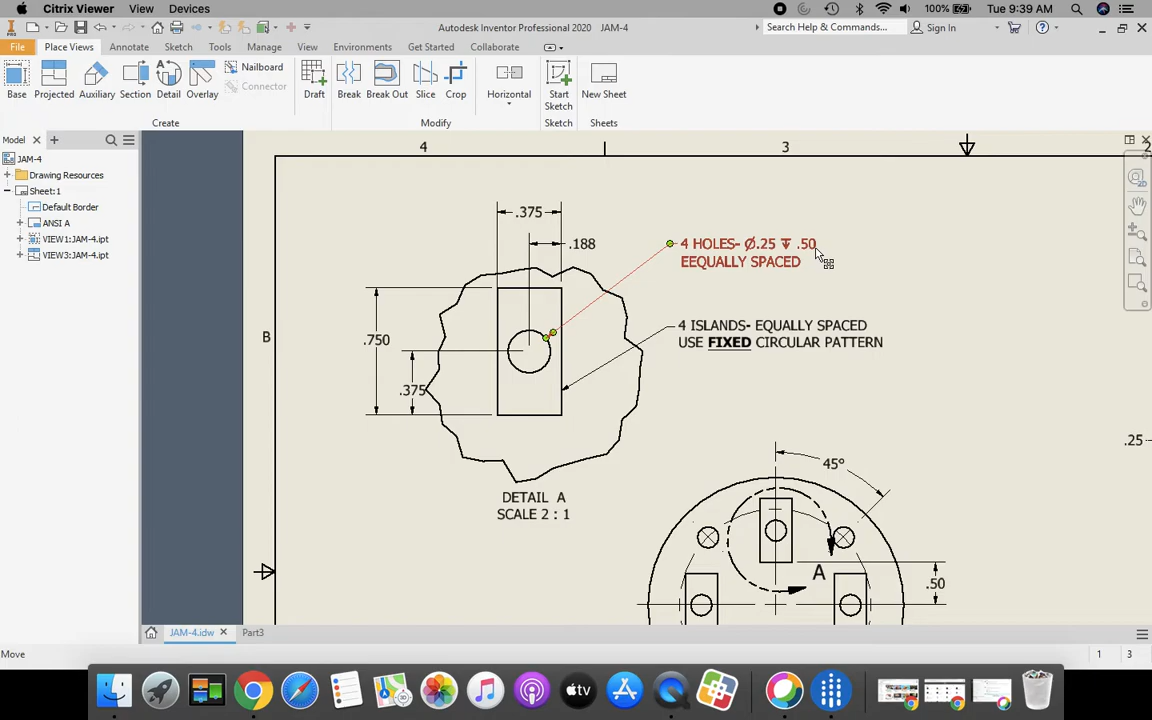 Citrix Viewer View Devices
100% Tue 9:39 AM
Autodesk Inventor Professional 2020 JAM-4
Search Help & Commands...
Sign In
File Place Views Annotate Sketch Tools Manage View Environments Get Started Collaborate
Base
Projected
Auxiliary
Section
Detail
Overlay
Nailboard
Connector
Draft
Break
Break Out
Slice
Crop
Horizontal
Start
Sketch
New Sheet
Create
Modify
Sketch
Sheets
Model
JAM-4
Drawing Resources
Sheet:1
Default Border
ANSI A
VIEW1:JAM-4.ipt
VIEW3:JAM-4.ipt
4
3
2
.375
.188
4 HOLES- Ø.25 ↧ .50
EEQUALLY SPACED
.750
B
.375
4 ISLANDS- EQUALLY SPACED
USE FIXED CIRCULAR PATTERN
.25
DETAIL A
SCALE 2 : 1
45°
A
.50
JAM-4.idw
Part3
Move
1
3
tv